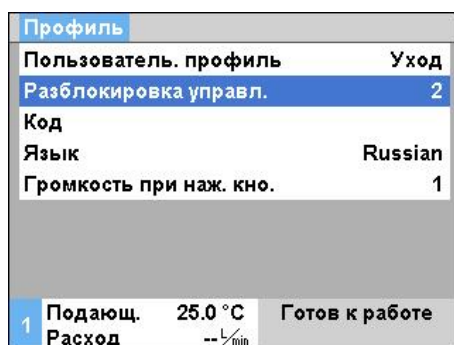 Профиль
Пользователь. профиль Уход
Разблокировка управл. 2
Код
Язык Russian
Громкость при наж. кно. 1
1 Подающ. 25.0 °C Готов к работе
Расход -- L/min